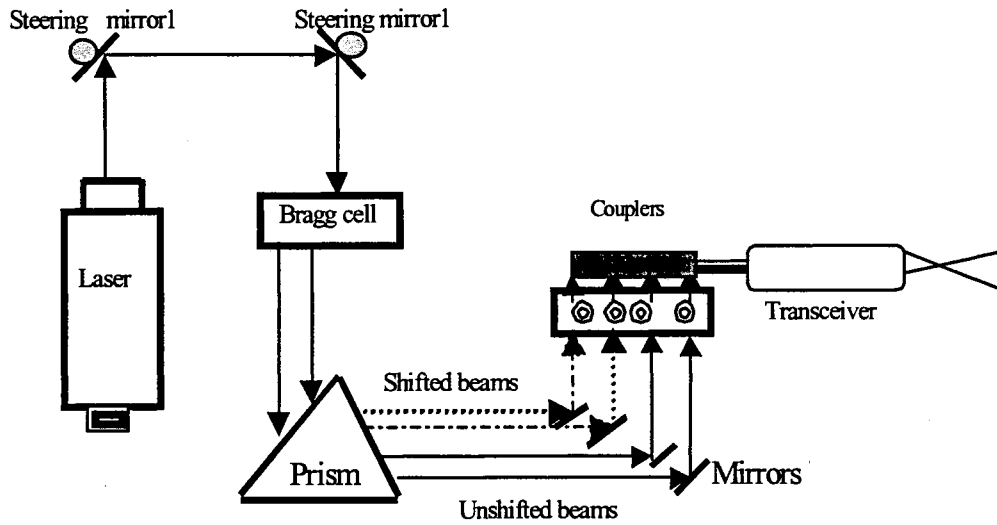 Steering mirror1
Steering mirror1
Bragg cell
Couplers
Laser
Transceiver
Shifted beams
Prism
Mirrors
Unshifted beams